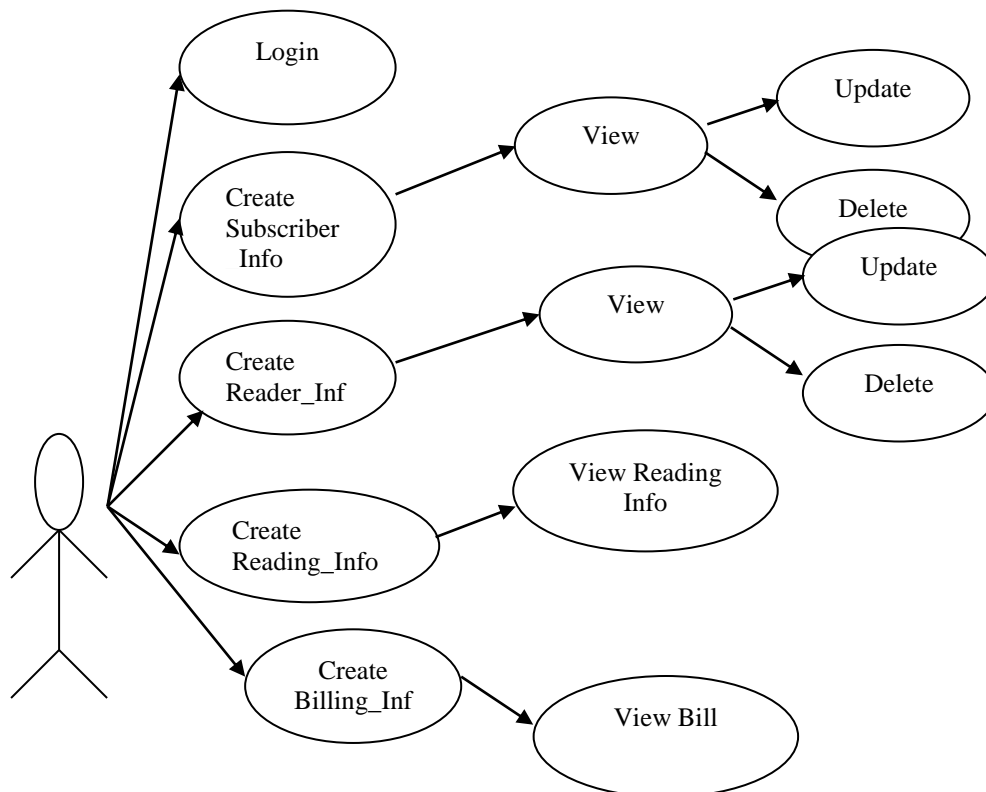 Login
Update
View
Create
Subscriber
Info
Delete
Update
View
Create
Reader_Inf
Delete
View Reading
Info
Create
Reading_Info
Create
Billing_Inf
View Bill